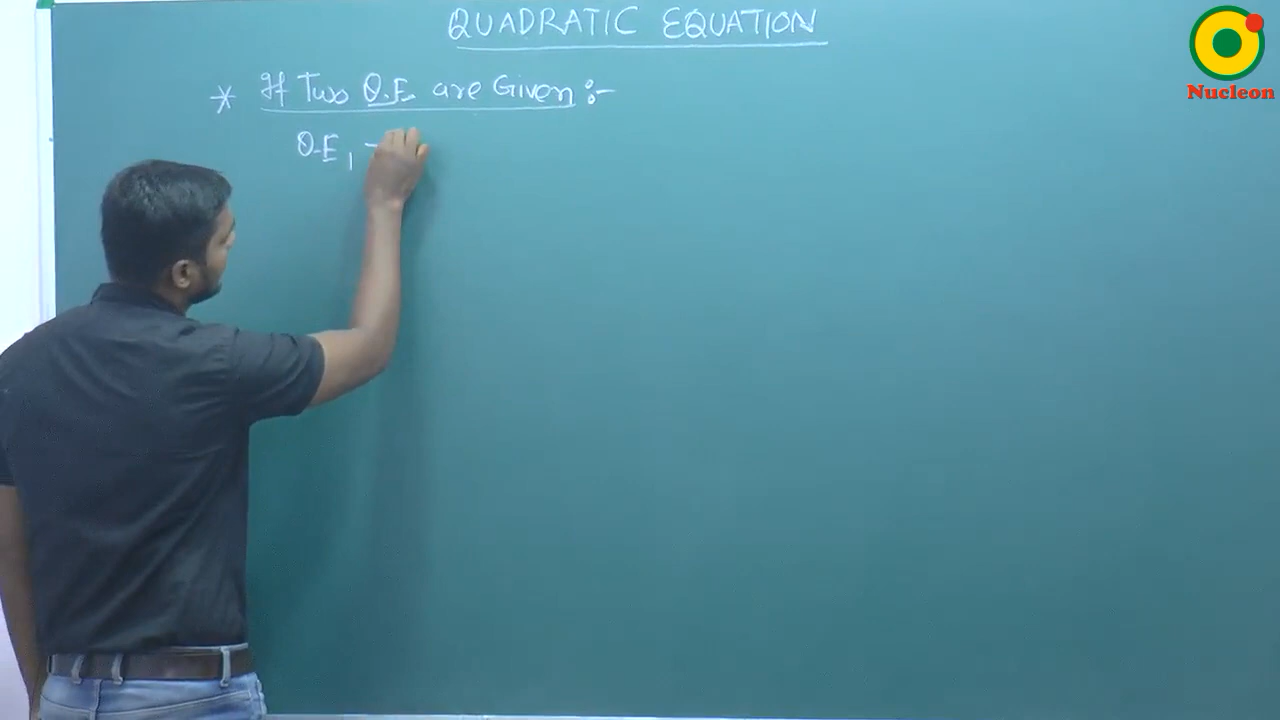 QUADRATIC EQUATION
* If Two Q.E. are Given :-
Q.E₁ -
Nucleon